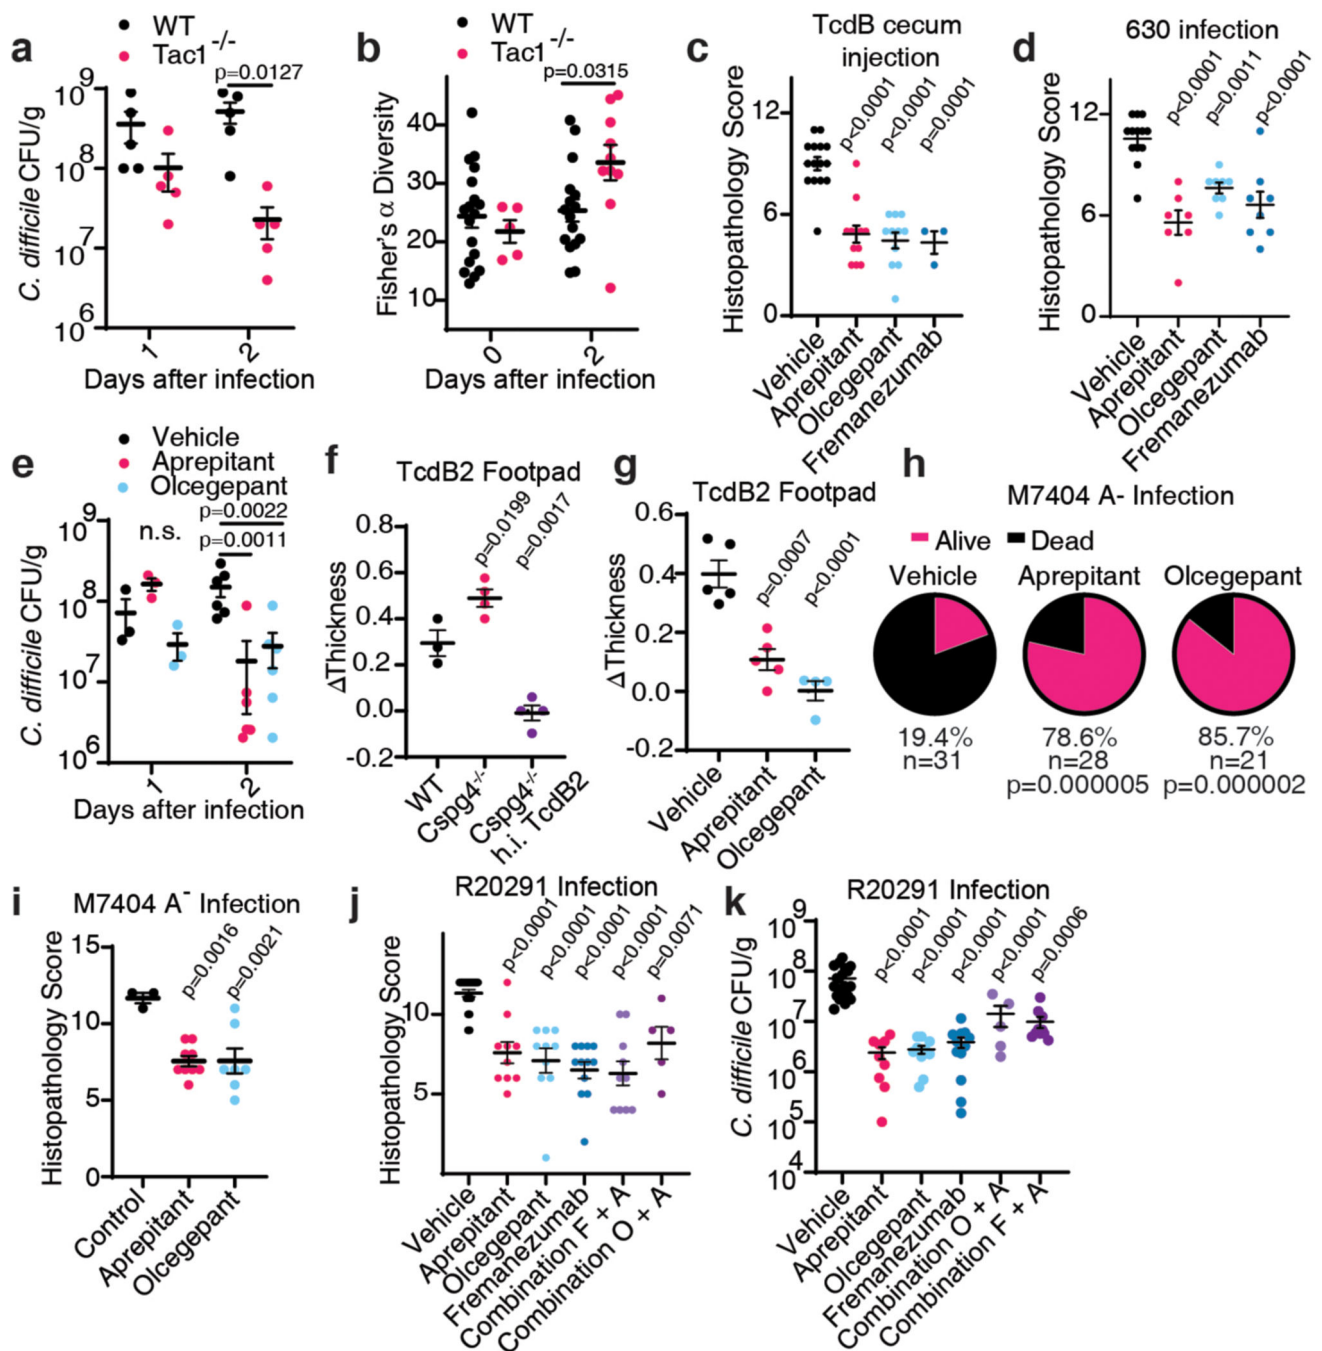 a
WT
Tac1-/-
p=0.0127
C. difficile CFU/g
10^9
10^8
10^7
10^6
1
2
Days after infection
b
WT
Tac1-/-
p=0.0315
Fisher's α Diversity
40
30
20
10
0
2
Days after infection
c
TcdB cecum
injection
p<0.0001
p<0.0001
p=0.0001
Histopathology Score
12
6
0
Vehicle
Aprepitant
Olcegepant
Fremanezumab
d
630 infection
p<0.0001
p=0.0011
p<0.0001
Histopathology Score
12
6
0
Vehicle
Aprepitant
Olcegepant
Fremanezumab
e
Vehicle
Aprepitant
Olcegepant
n.s.
p=0.0022
p=0.0011
C. difficile CFU/g
10^9
10^8
10^7
10^6
1
2
Days after infection
f
TcdB2 Footpad
p=0.0199
p=0.0017
ΔThickness
0.8
0.6
0.4
0.2
0.0
-0.2
WT
Cspg4-/-
Cspg4-/-
h.i. TcdB2
g
TcdB2 Footpad
p=0.0007
p<0.0001
ΔThickness
0.6
0.4
0.2
0.0
-0.2
Vehicle
Aprepitant
Olcegepant
h
M7404 A- Infection
Alive
Dead
Vehicle
Aprepitant
Olcegepant
19.4%
n=31
78.6%
n=28
p=0.000005
85.7%
n=21
p=0.000002
i
M7404 A- Infection
p=0.0016
p=0.0021
Histopathology Score
15
10
5
0
Control
Aprepitant
Olcegepant
j
R20291 Infection
p<0.0001
p<0.0001
p<0.0001
p<0.0001
p=0.0071
Histopathology Score
10
5
Vehicle
Aprepitant
Olcegepant
Fremanezumab
Combination F + A
Combination O + A
k
R20291 Infection
p<0.0001
p<0.0001
p<0.0001
p<0.0001
p=0.0006
C. difficile CFU/g
10^9
10^8
10^7
10^6
10^5
10^4
Vehicle
Aprepitant
Olcegepant
Fremanezumab
Combination O + A
Combination F + A